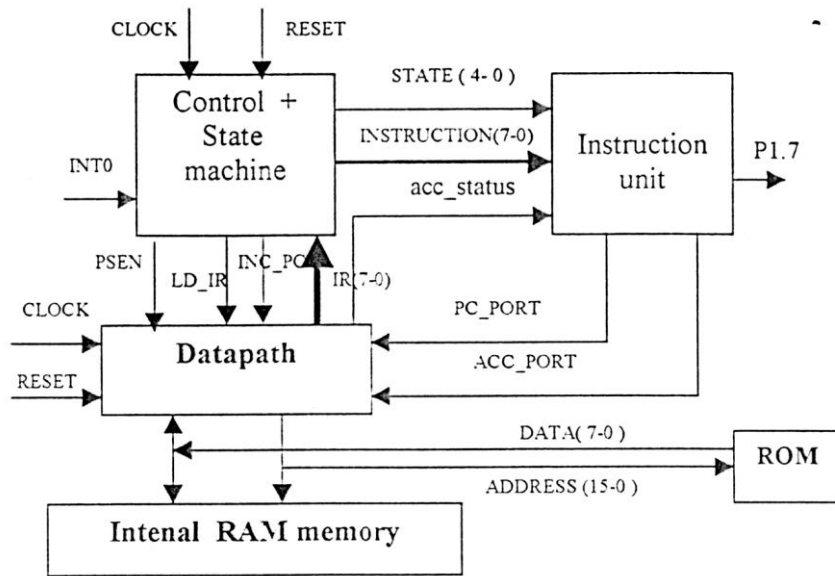 CLOCK
RESET
Control +
State
machine
STATE ( 4- 0 )
INSTRUCTION(7-0)
acc_status
Instruction
unit
P1.7
INT0
PSEN
LD_IR
INC_PC
IR(7-0)
CLOCK
RESET
Datapath
PC_PORT
ACC_PORT
DATA( 7-0 )
ADDRESS (15-0)
ROM
Intenal RAM memory